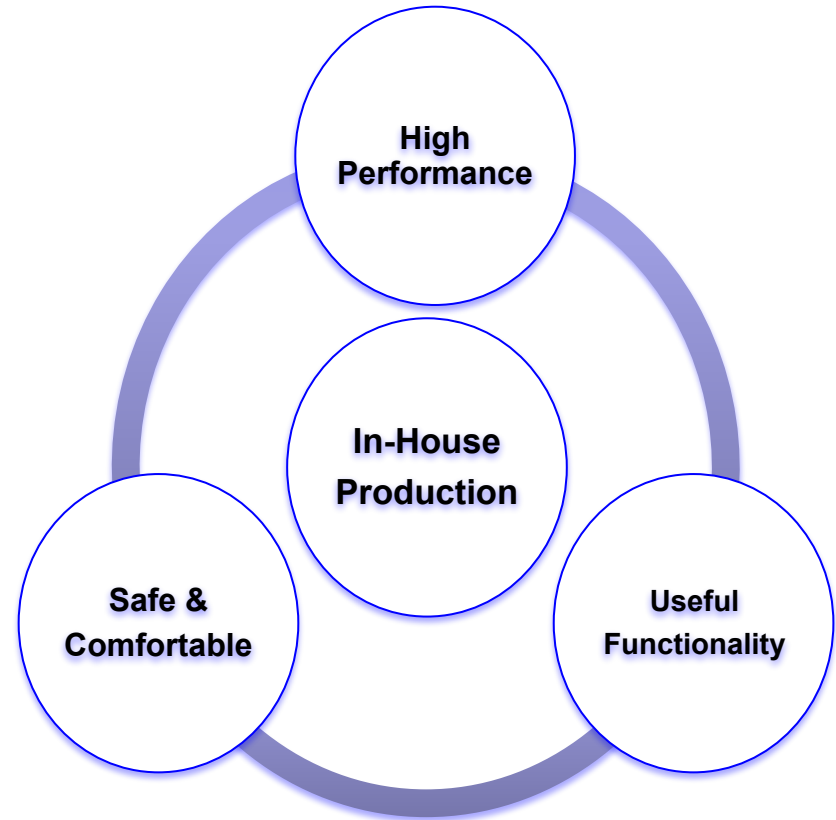 High
Performance
In-House
Production
Safe &
Comfortable
Useful
Functionality